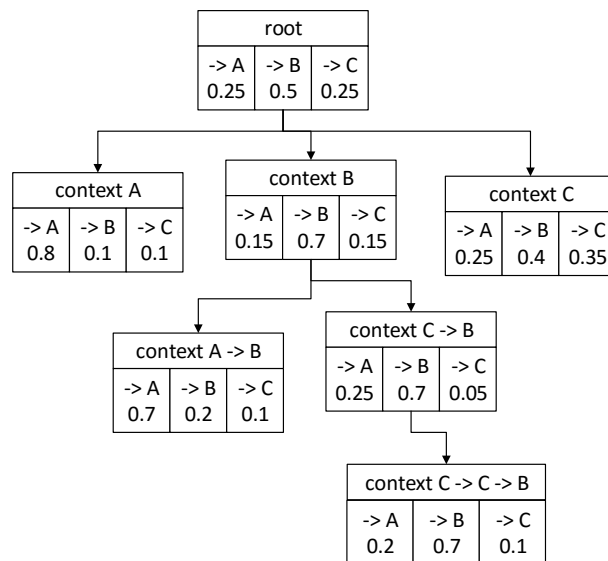 root
-> A -> B -> C
0.25 0.5 0.25
context A
-> A -> B -> C
0.8 0.1 0.1
context B
-> A -> B -> C
0.15 0.7 0.15
context C
-> A -> B -> C
0.25 0.4 0.35
context A -> B
-> A -> B -> C
0.7 0.2 0.1
context C -> B
-> A -> B -> C
0.25 0.7 0.05
context C -> C -> B
-> A -> B -> C
0.2 0.7 0.1